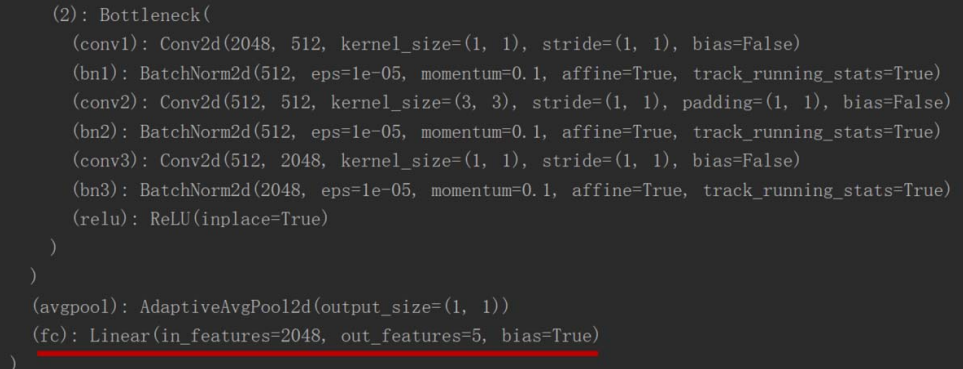 (2): Bottleneck(
(conv1): Conv2d(2048, 512, kernel_size=(1, 1), stride=(1, 1), bias=False)
(bn1): BatchNorm2d(512, eps=1e-05, momentum=0.1, affine=True, track_running_stats=True)
(conv2): Conv2d(512, 512, kernel_size=(3, 3), stride=(1, 1), padding=(1, 1), bias=False)
(bn2): BatchNorm2d(512, eps=1e-05, momentum=0.1, affine=True, track_running_stats=True)
(conv3): Conv2d(512, 2048, kernel_size=(1, 1), stride=(1, 1), bias=False)
(bn3): BatchNorm2d(2048, eps=1e-05, momentum=0.1, affine=True, track_running_stats=True)
(relu): ReLU(inplace=True)
)
)
(avgpool): AdaptiveAvgPool2d(output_size=(1, 1))
(fc): Linear(in_features=2048, out_features=5, bias=True)
)